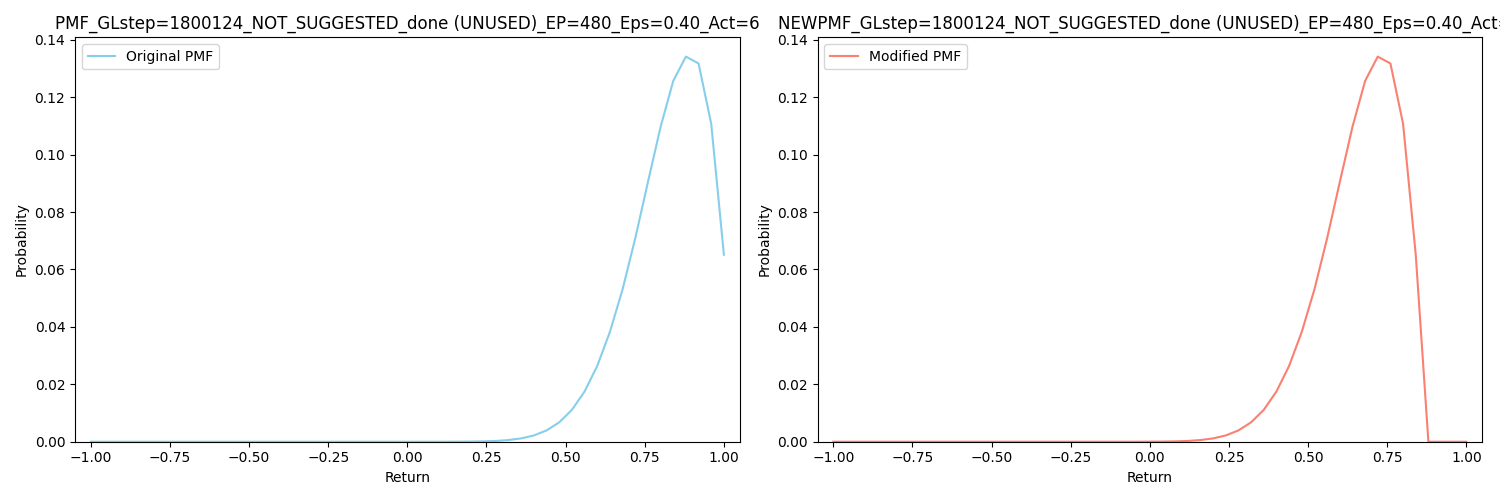 PMF_GLstep=1800124_NOT_SUGGESTED_done (UNUSED)_EP=480_Eps=0.40_Act=6
Original PMF
Probability
0.14
0.12
0.10
0.08
0.06
0.04
0.02
0.00
−1.00 −0.75 −0.50 −0.25 0.00 0.25 0.50 0.75 1.00
Return
NEWPMF_GLstep=1800124_NOT_SUGGESTED_done (UNUSED)_EP=480_Eps=0.40_Act=
Modified PMF
Probability
0.14
0.12
0.10
0.08
0.06
0.04
0.02
0.00
−1.00 −0.75 −0.50 −0.25 0.00 0.25 0.50 0.75 1.00
Return